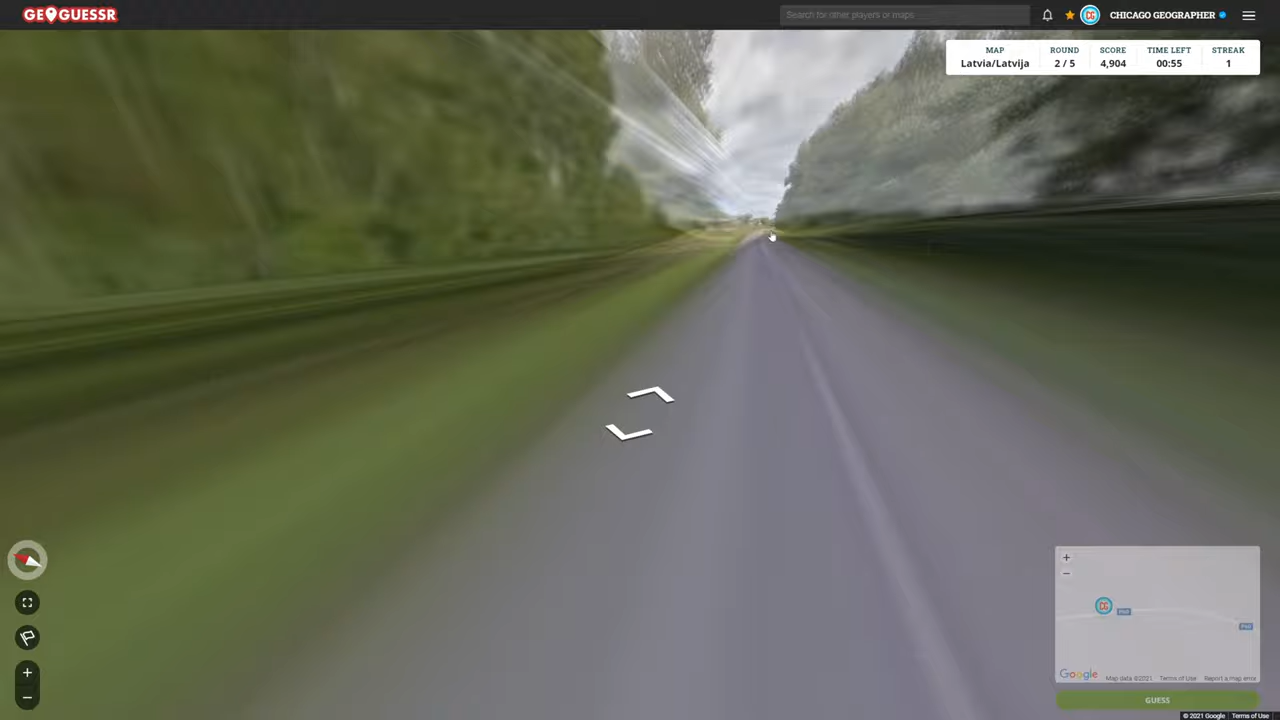 GEOGUESSR
Search for other players or maps
CHICAGO GEOGRAPHER
MAP ROUND SCORE TIME LEFT STREAK
Latvia/Latvija 2 / 5 4,904 00:55 1
CG
Google Map data ©2021 Terms of Use Report a map error
GUESS
© 2021 Google Terms of Use